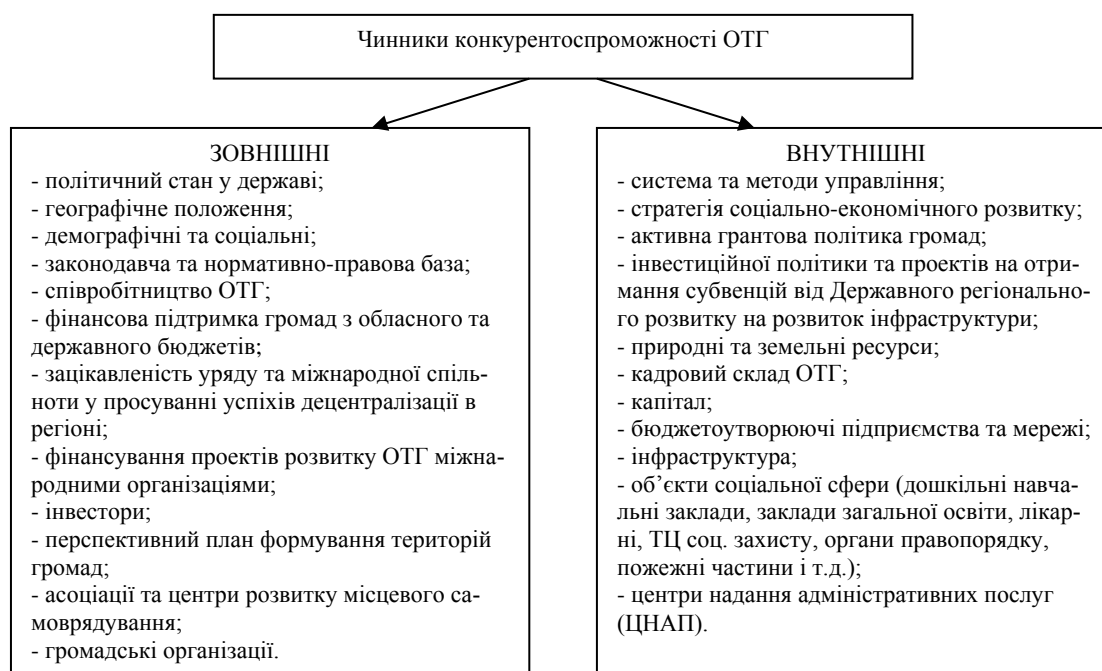 Чинники конкурентоспроможності ОТГ
ЗОВНІШНІ
- політичний стан у державі;
- географічне положення;
- демографічні та соціальні;
- законодавча та нормативно-правова база;
- співробітництво ОТГ;
- фінансова підтримка громад з обласного та
державного бюджетів;
- зацікавленість уряду та міжнародної спіль-
ноти у просуванні успіхів децентралізації в
регіоні;
- фінансування проектів розвитку ОТГ міжна-
родними організаціями;
- інвестори;
- перспективний план формування територій
громад;
- асоціації та центри розвитку місцевого са-
моврядування;
- громадські організації.
ВНУТНІШНІ
- система та методи управління;
- стратегія соціально-економічного розвитку;
- активна грантова політика громад;
- інвестиційної політики та проектів на отри-
мання субвенцій від Державного регіонально-
го розвитку на розвиток інфраструктури;
- природні та земельні ресурси;
- кадровий склад ОТГ;
- капітал;
- бюджетоутворюючі підприємства та мережі;
- інфраструктура;
- об’єкти соціальної сфери (дошкільні навча-
льні заклади, заклади загальної освіти, лікар-
ні, ТЦ соц. захисту, органи правопорядку,
пожежні частини і т.д.);
- центри надання адміністративних послуг
(ЦНАП).